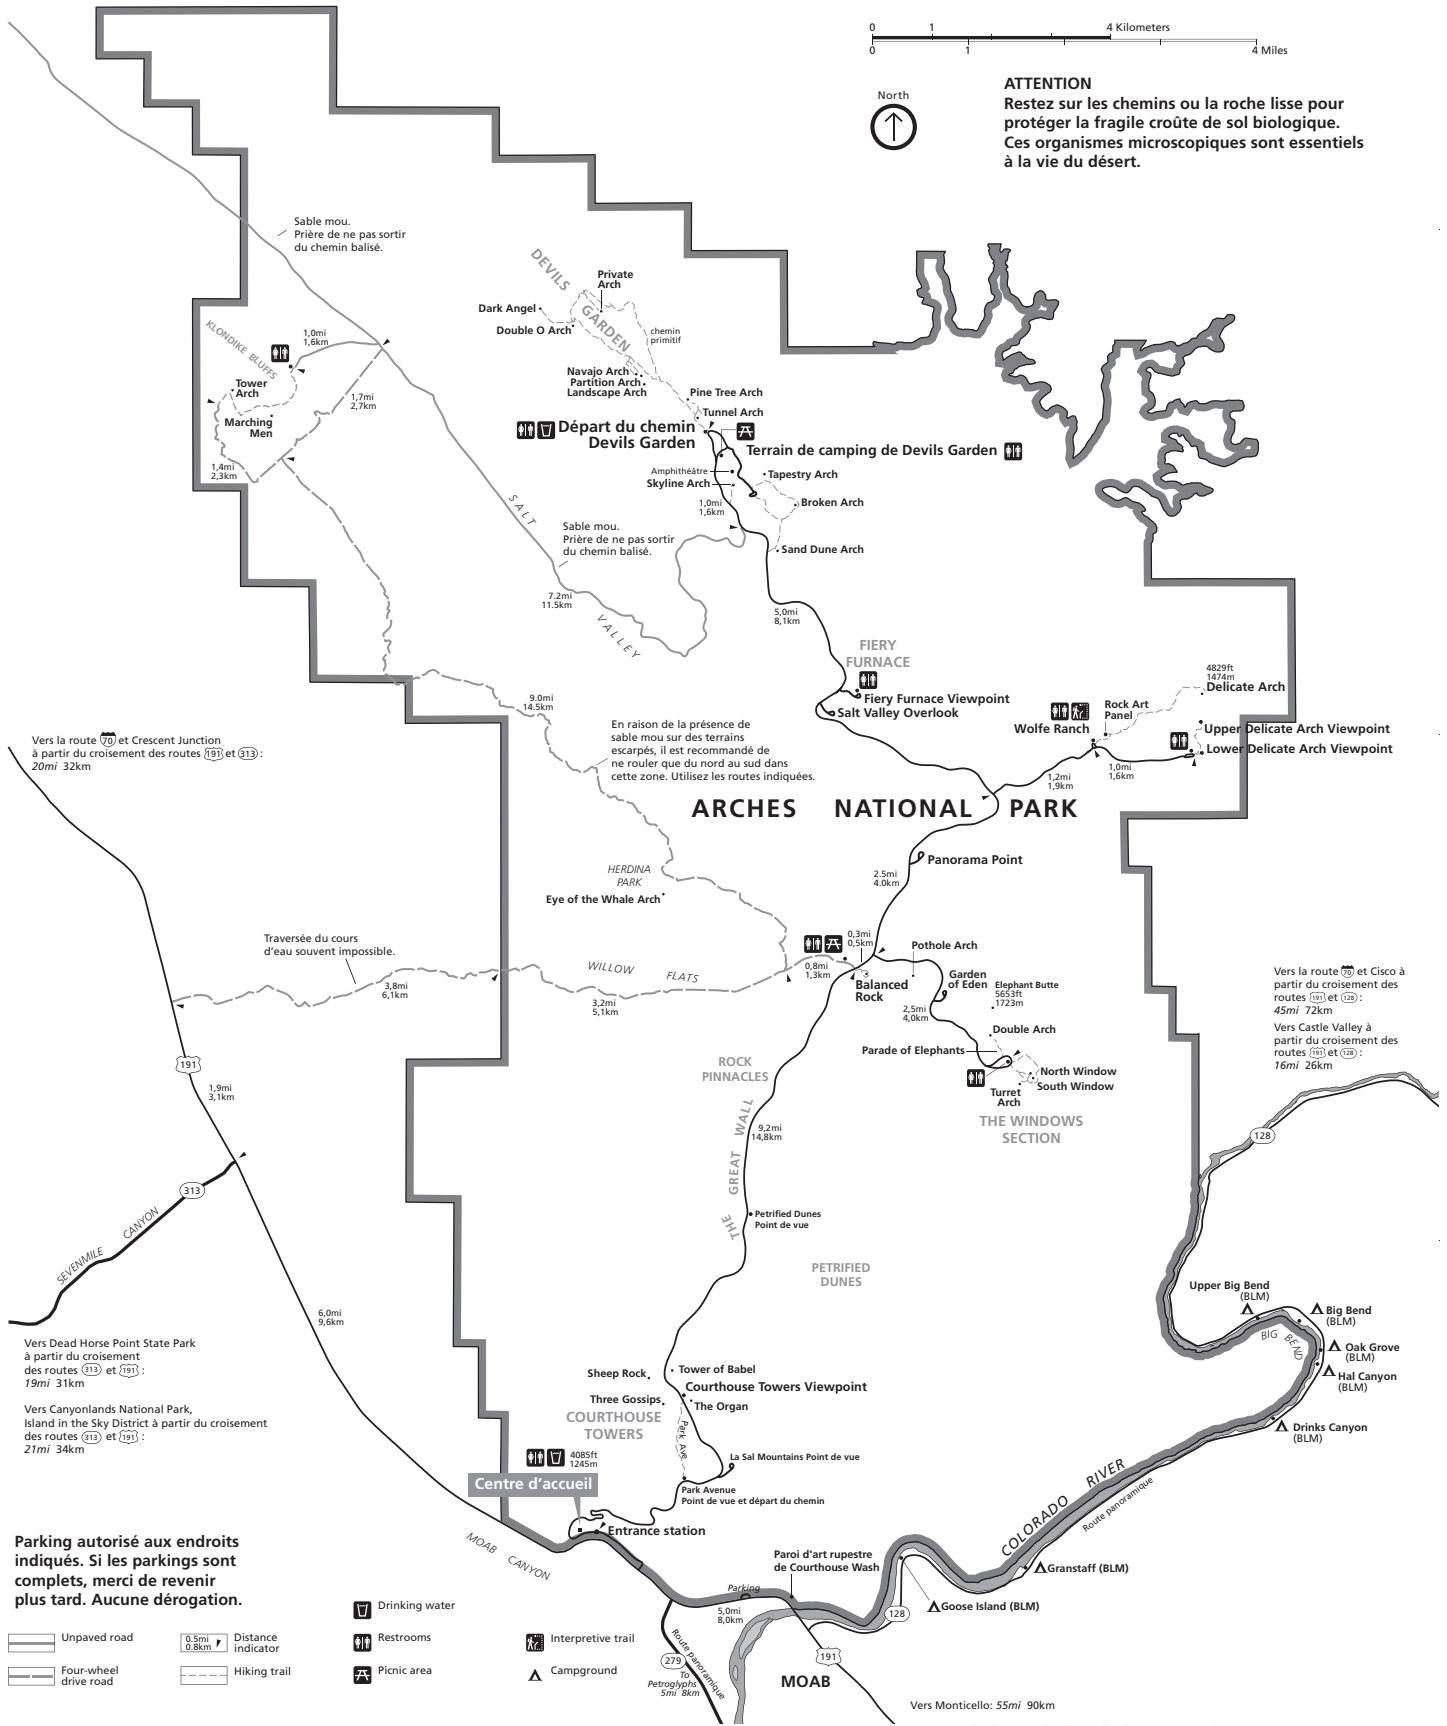 0
1
4 Kilometers
0
1
4 Miles
North
ATTENTION
Restez sur les chemins ou la roche lisse pour
protéger la fragile croûte de sol biologique.
Ces organismes microscopiques sont essentiels
à la vie du désert.
Sable mou.
Prière de ne pas sortir
du chemin balisé.
DEVILS
GARDEN
Private
Arch
Dark Angel
Double O Arch
chemin
primitif
KLONDIKE BLUFFS
1,0mi
1,6km
Tower
Arch
Marching
Men
1,7mi
2,7km
1,4mi
2,3km
Navajo Arch
Partition Arch
Landscape Arch
Pine Tree Arch
Tunnel Arch
Départ du chemin
Devils Garden
Terrain de camping de Devils Garden
Amphithéâtre
Skyline Arch
Tapestry Arch
Broken Arch
1,0mi
1,6km
Sand Dune Arch
SALT
VALLEY
Sable mou.
Prière de ne pas sortir
du chemin balisé.
7.2mi
11.5km
5,0mi
8,1km
FIERY
FURNACE
Fiery Furnace Viewpoint
Salt Valley Overlook
4829ft
1474m
Delicate Arch
Rock Art
Panel
Wolfe Ranch
Upper Delicate Arch Viewpoint
Lower Delicate Arch Viewpoint
1,0mi
1,6km
1,2mi
1,9km
9.0mi
14.5km
En raison de la présence de
sable mou sur des terrains
escarpés, il est recommandé de
ne rouler que du nord au sud dans
cette zone. Utilisez les routes indiquées.
Vers la route 70 et Crescent Junction
à partir du croisement des routes 191 et 313 :
20mi 32km
ARCHES NATIONAL PARK
Panorama Point
2.5mi
4.0km
HERDINA
PARK
Eye of the Whale Arch
Traversée du cours
d'eau souvent impossible.
3,8mi
6,1km
WILLOW FLATS
3,2mi
5,1km
0,3mi
0,5km
0,8mi
1,3km
Balanced
Rock
Pothole Arch
Garden
of Eden
Elephant Butte
5653ft
1723m
2,5mi
4,0km
Double Arch
Parade of Elephants
North Window
South Window
Turret
Arch
THE WINDOWS
SECTION
Vers la route 70 et Cisco à
partir du croisement des
routes 191 et 128 :
45mi 72km
Vers Castle Valley à
partir du croisement des
routes 191 et 128 :
16mi 26km
191
1,9mi
3,1km
ROCK
PINNACLES
THE GREAT WALL
9,2mi
14,8km
128
313
SEVENMILE CANYON
Petrified Dunes
Point de vue
PETRIFIED
DUNES
6,0mi
9,6km
Upper Big Bend
(BLM)
Big Bend
(BLM)
BIG BEND
Oak Grove
(BLM)
Hal Canyon
(BLM)
Drinks Canyon
(BLM)
Vers Dead Horse Point State Park
à partir du croisement
des routes 313 et 191 :
19mi 31km
Vers Canyonlands National Park,
Island in the Sky District à partir du croisement
des routes 313 et 191 :
21mi 34km
Sheep Rock
Tower of Babel
Courthouse Towers Viewpoint
Three Gossips
The Organ
COURTHOUSE
TOWERS
Park Ave
La Sal Mountains Point de vue
4085ft
1245m
Centre d'accueil
Park Avenue
Point de vue et départ du chemin
Entrance station
MOAB CANYON
COLORADO RIVER
Route panoramique
Paroi d'art rupestre
de Courthouse Wash
Granstaff (BLM)
Goose Island (BLM)
128
Parking
5,0mi
8,0km
Route panoramique
279
To
Petroglyphs
5mi 8km
191
MOAB
Vers Monticello: 55mi 90km
Parking autorisé aux endroits
indiqués. Si les parkings sont
complets, merci de revenir
plus tard. Aucune dérogation.
Unpaved road
Four-wheel
drive road
0.5mi
0.8km
Distance
indicator
Hiking trail
Drinking water
Restrooms
Picnic area
Interpretive trail
Campground